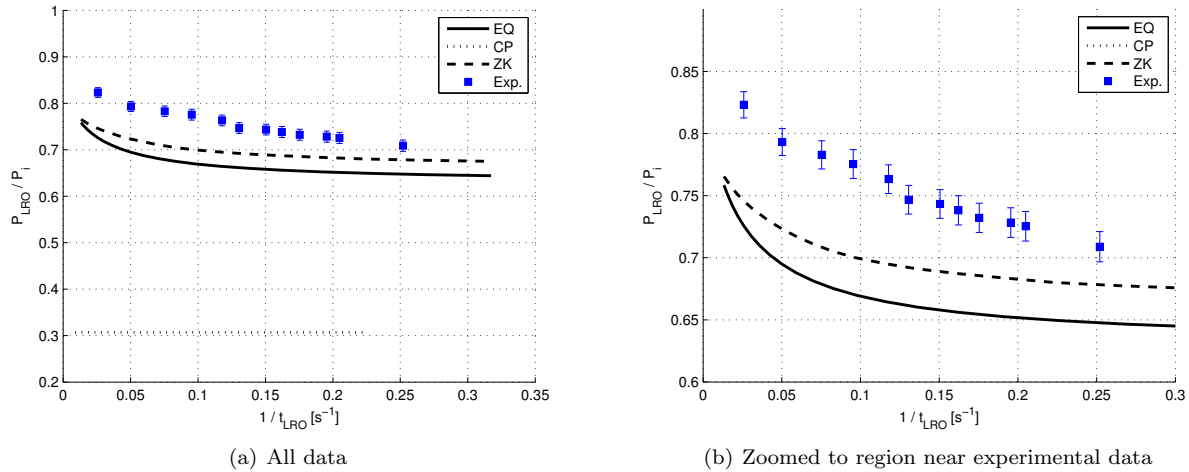 1
0.9
0.8
0.7
0.6
0.5
0.4
0.3
0.2
P_LRO / P_i
0 0.05 0.1 0.15 0.2 0.25 0.3 0.35
1 / t_LRO [s⁻¹]
EQ
CP
ZK
Exp.
(a) All data
0.85
0.8
0.75
0.7
0.65
0.6
P_LRO / P_i
0 0.05 0.1 0.15 0.2 0.25 0.3
1 / t_LRO [s⁻¹]
EQ
CP
ZK
Exp.
(b) Zoomed to region near experimental data